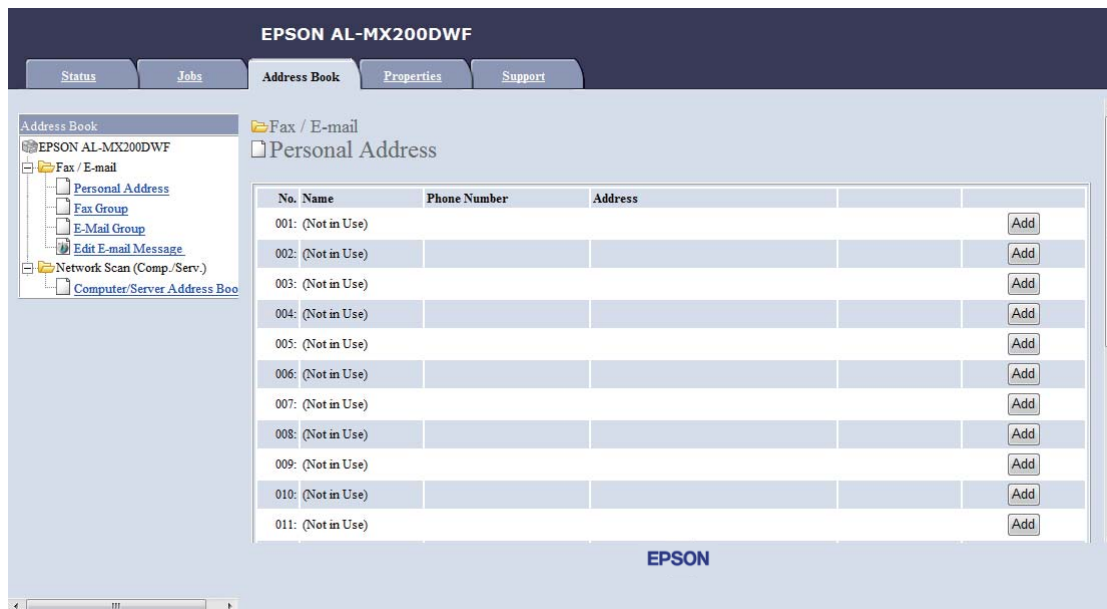 EPSON AL-MX200DWF
Status Jobs Address Book Properties Support
Address Book
EPSON AL-MX200DWF
Fax / E-mail
Personal Address
Fax Group
E-Mail Group
Edit E-mail Message
Network Scan (Comp./Serv.)
Computer/Server Address Boo
Fax / E-mail
Personal Address
No. Name Phone Number Address
001: (Not in Use) Add
002: (Not in Use) Add
003: (Not in Use) Add
004: (Not in Use) Add
005: (Not in Use) Add
006: (Not in Use) Add
007: (Not in Use) Add
008: (Not in Use) Add
009: (Not in Use) Add
010: (Not in Use) Add
011: (Not in Use) Add
EPSON